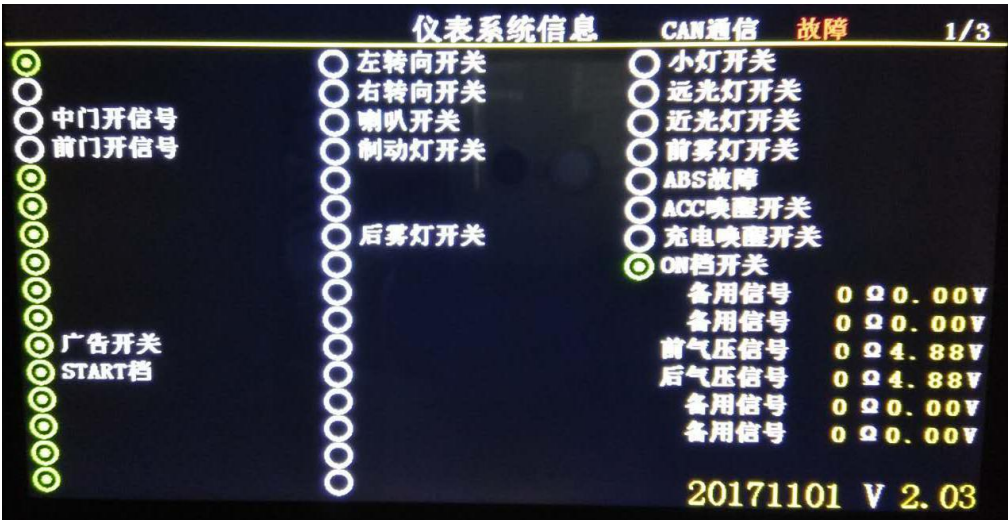 仪表系统信息 CAN通信 故障 1/3
左转向开关 小灯开关
右转向开关 远光灯开关
中门开信号 喇叭开关 近光灯开关
前门开信号 制动灯开关 前雾灯开关
ABS故障
ACC唤醒开关
后雾灯开关 充电唤醒开关
ON档开关
备用信号 0 Ω 0.00V
备用信号 0 Ω 0.00V
广告开关 前气压信号 0 Ω 4.88V
START档 后气压信号 0 Ω 4.88V
备用信号 0 Ω 0.00V
备用信号 0 Ω 0.00V
20171101 V 2.03